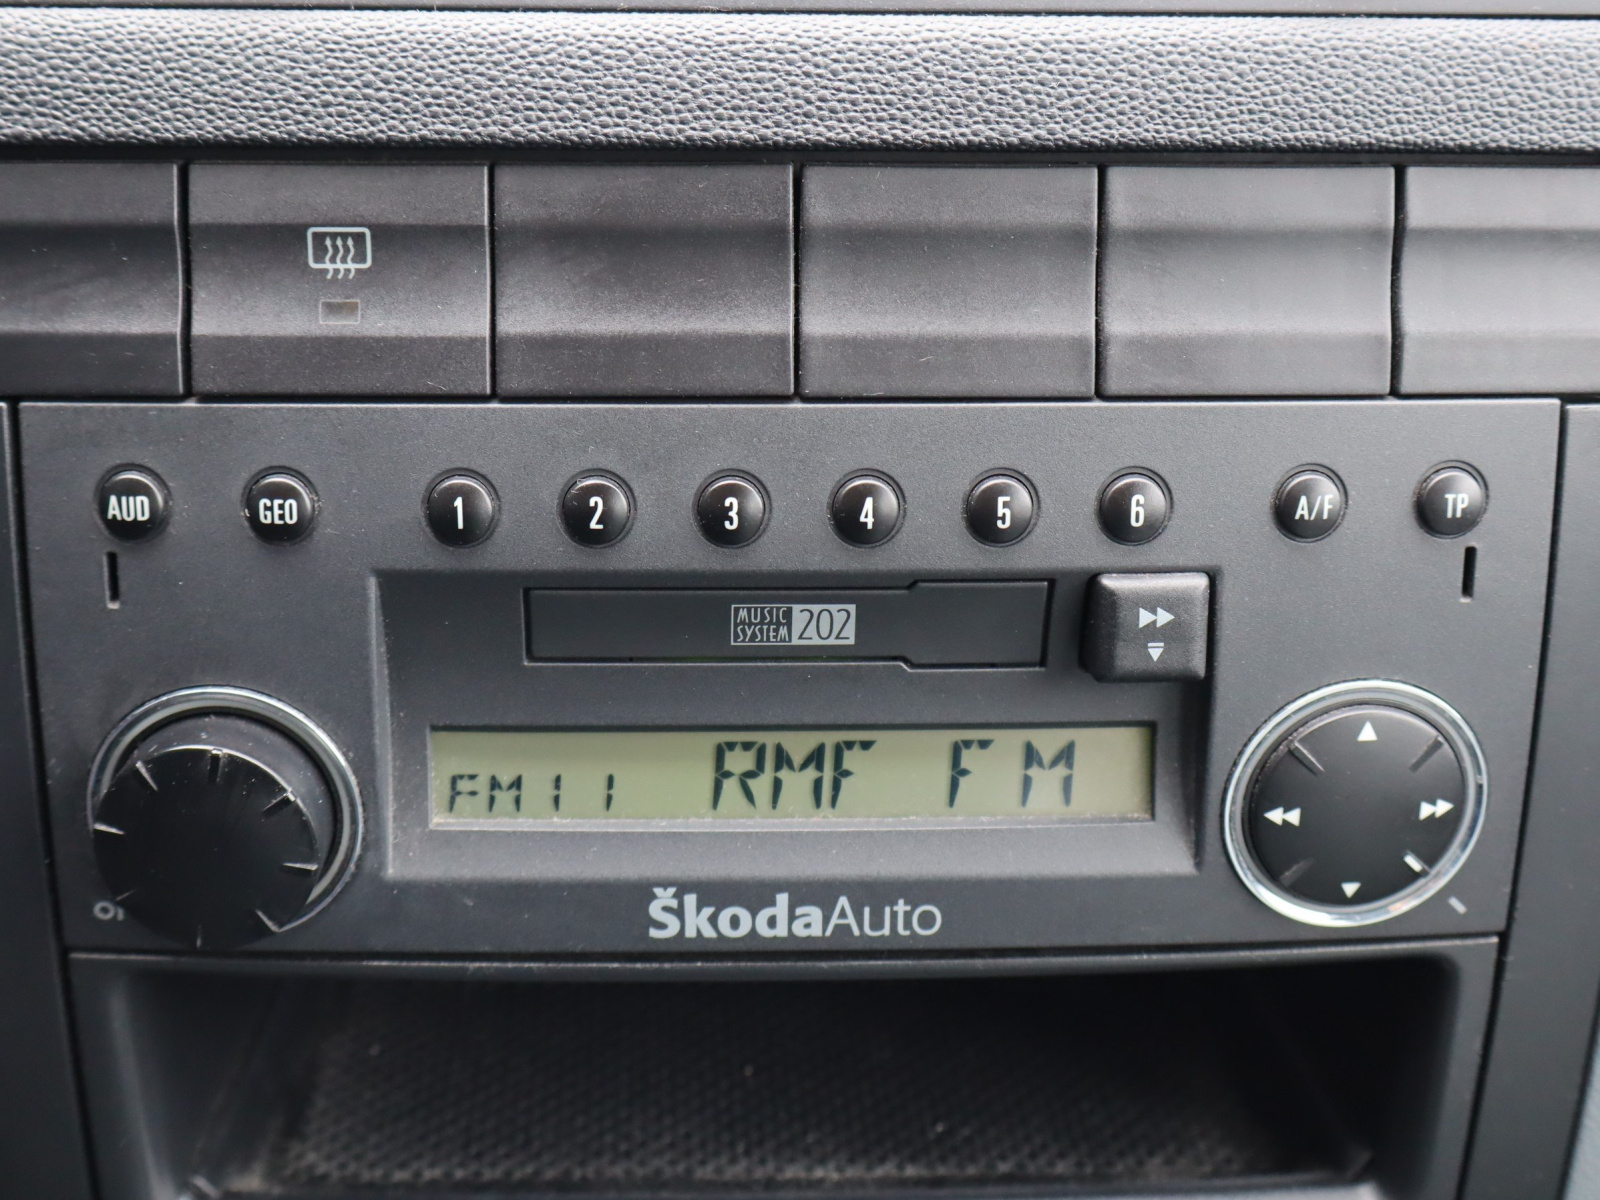 AUD GEO 1 2 3 4 5 6 A/F TP
MUSIC
SYSTEM 202
FM11 RMF FM
ŠkodaAuto